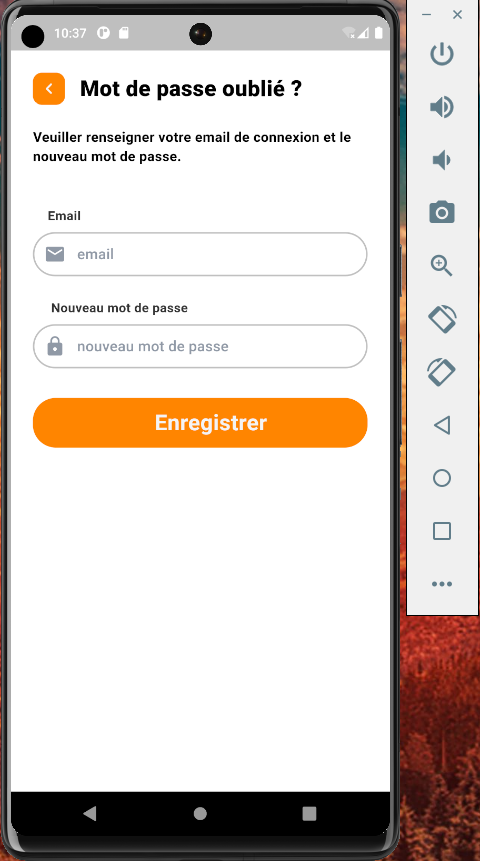 10:37
Mot de passe oublié ?
Veuiller renseigner votre email de connexion et le
nouveau mot de passe.
Email
email
Nouveau mot de passe
nouveau mot de passe
Enregistrer